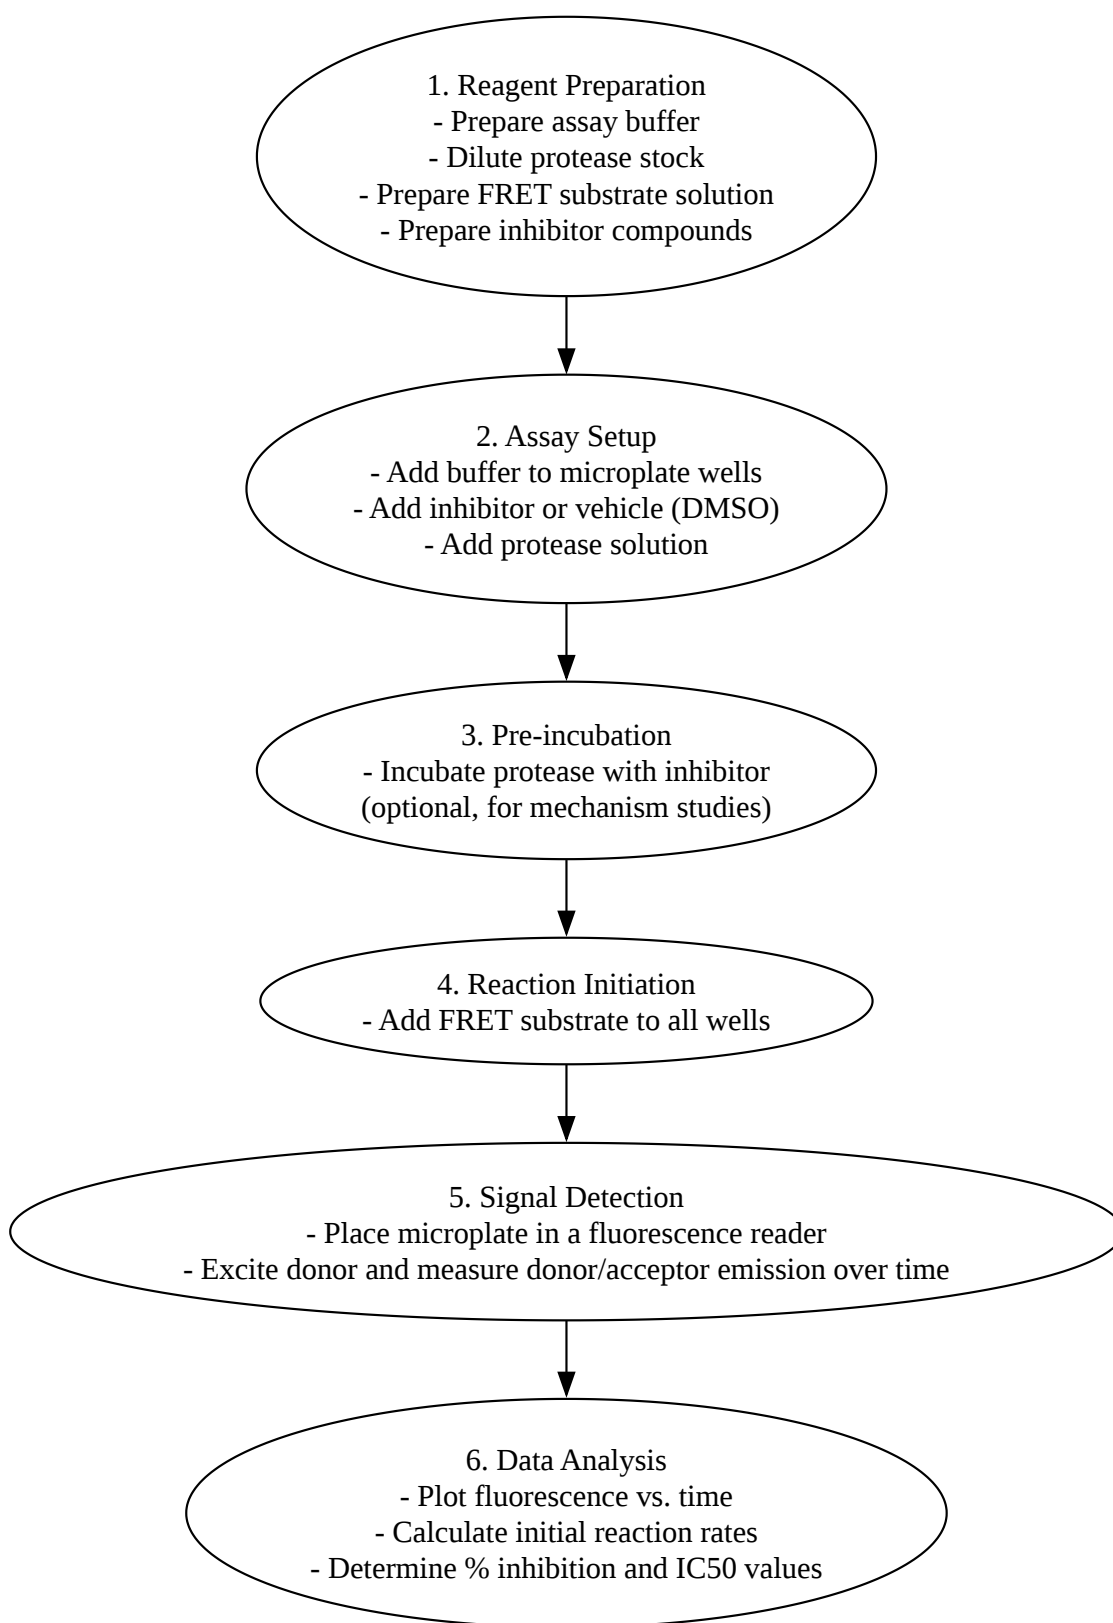 1. Reagent Preparation
- Prepare assay buffer
- Dilute protease stock
- Prepare FRET substrate solution
- Prepare inhibitor compounds
2. Assay Setup
- Add buffer to microplate wells
- Add inhibitor or vehicle (DMSO)
- Add protease solution
3. Pre-incubation
- Incubate protease with inhibitor
(optional, for mechanism studies)
4. Reaction Initiation
- Add FRET substrate to all wells
5. Signal Detection
- Place microplate in a fluorescence reader
- Excite donor and measure donor/acceptor emission over time
6. Data Analysis
- Plot fluorescence vs. time
- Calculate initial reaction rates
- Determine % inhibition and IC50 values